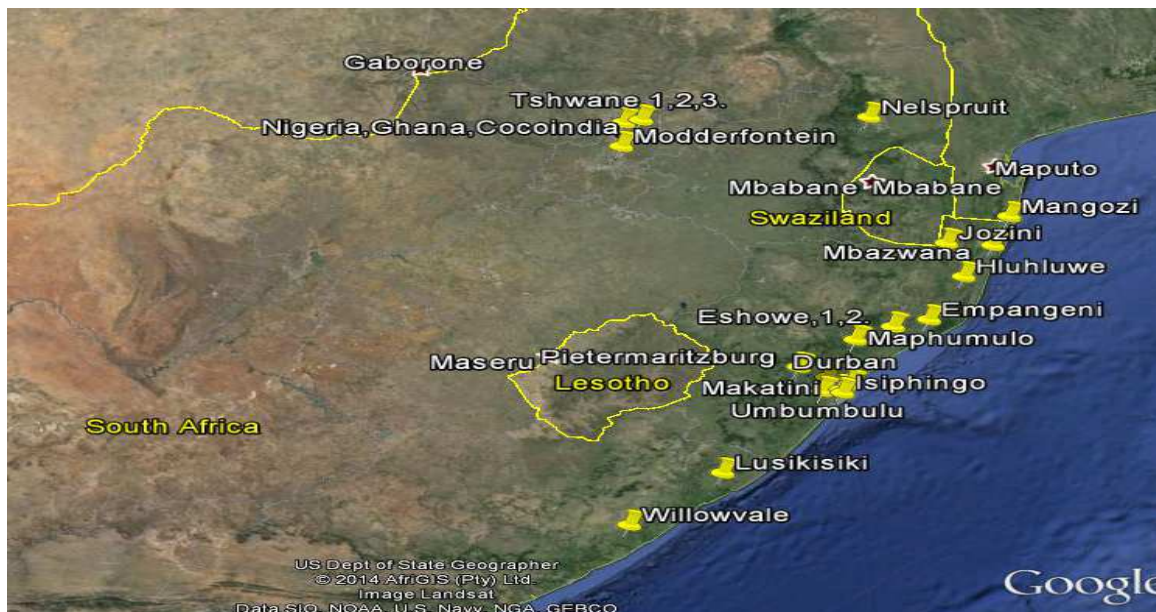 Gaborone
Tshwane 1,2,3.
Nelspruit
Nigeria,Ghana,Cocoindia
Modderfontein
Maputo
Mbabane
Mbabane
Mangozi
Swaziland
Jozini
Mbazwana
Hluhluwe
Eshowe,1,2.
Empangeni
Maphumulo
Maseru
Pietermaritzburg
Durban
Lesotho
Makatini
Isiphingo
Umbumbulu
South Africa
Lusikisiki
Willowvale
US Dept of State Geographer
© 2014 AfriGIS (Pty) Ltd.
Image Landsat
Data SIO, NOAA, U.S. Navy, NGA, GEBCO
Google